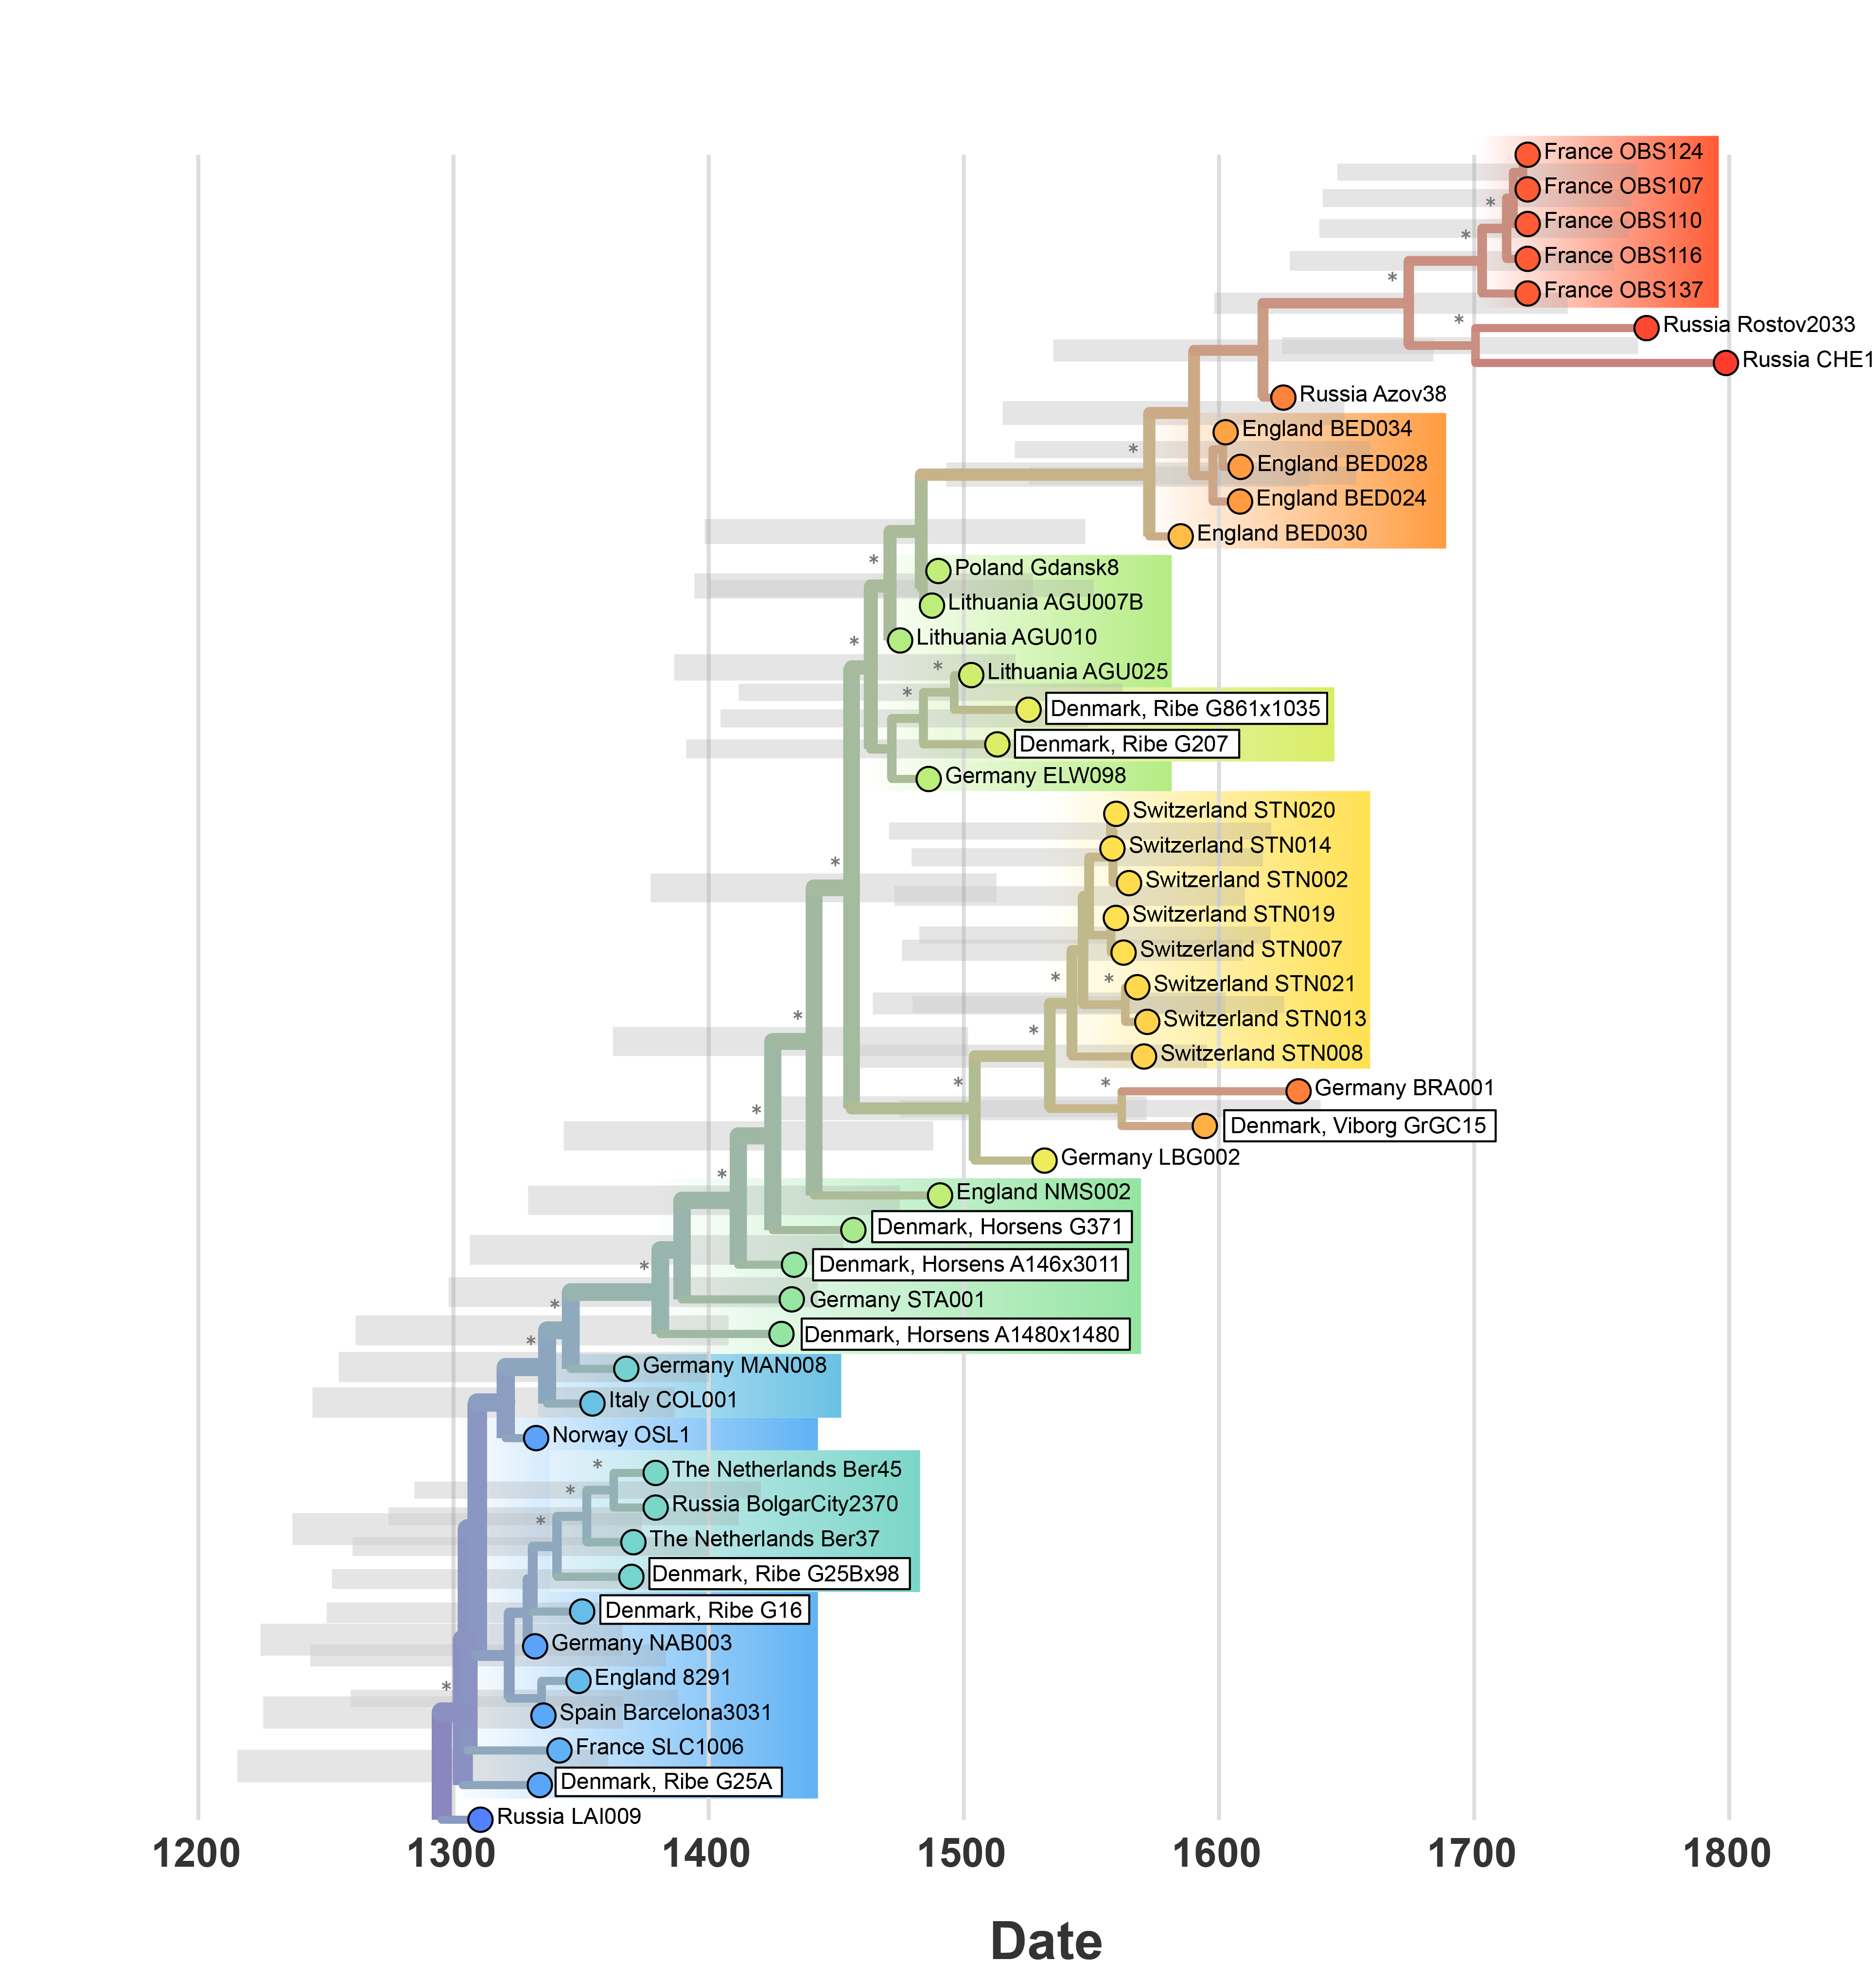 France OBS124
France OBS107
*
France OBS110
*
France OBS116
*
France OBS137
*
Russia Rostov2033
Russia CHE1
Russia Azov38
England BED034
*
England BED028
England BED024
England BED030
*
Poland Gdansk8
Lithuania AGU007B
*
Lithuania AGU010
*
Lithuania AGU025
*
Denmark, Ribe G861x1035
Denmark, Ribe G207
Germany ELW098
Switzerland STN020
Switzerland STN014
*
Switzerland STN002
Switzerland STN019
Switzerland STN007
* *
Switzerland STN021
*
Switzerland STN013
*
Switzerland STN008
* *
Germany BRA001
*
Denmark, Viborg GrGC15
Germany LBG002
*
England NMS002
Denmark, Horsens G371
*
Denmark, Horsens A146x3011
*
Germany STA001
*
Denmark, Horsens A1480x1480
Germany MAN008
Italy COL001
Norway OSL1
*
The Netherlands Ber45
*
Russia BolgarCity2370
*
The Netherlands Ber37
Denmark, Ribe G25Bx98
Denmark, Ribe G16
Germany NAB003
*
England 8291
Spain Barcelona3031
France SLC1006
Denmark, Ribe G25A
Russia LAI009
1200 1300 1400 1500 1600 1700 1800
Date